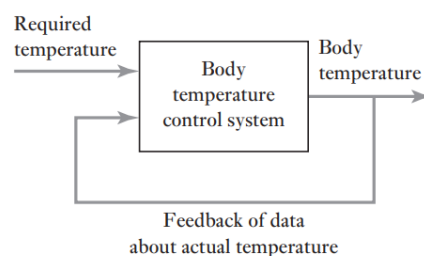 Required
temperature
Body
temperature
control system
Body
temperature
Feedback of data
about actual temperature